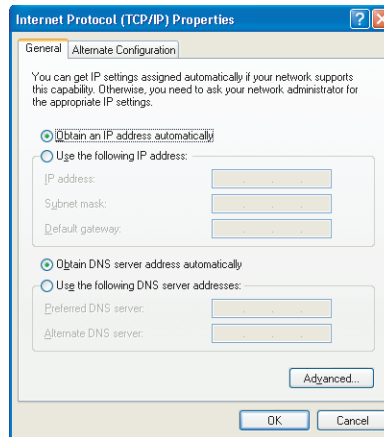 Internet Protocol (TCP/IP) Properties
General
Alternate Configuration
You can get IP settings assigned automatically if your network supports
this capability. Otherwise, you need to ask your network administrator for
the appropriate IP settings.
Obtain an IP address automatically
Use the following IP address:
IP address:
Subnet mask:
Default gateway:
Obtain DNS server address automatically
Use the following DNS server addresses:
Preferred DNS server:
Alternate DNS server:
Advanced...
OK
Cancel